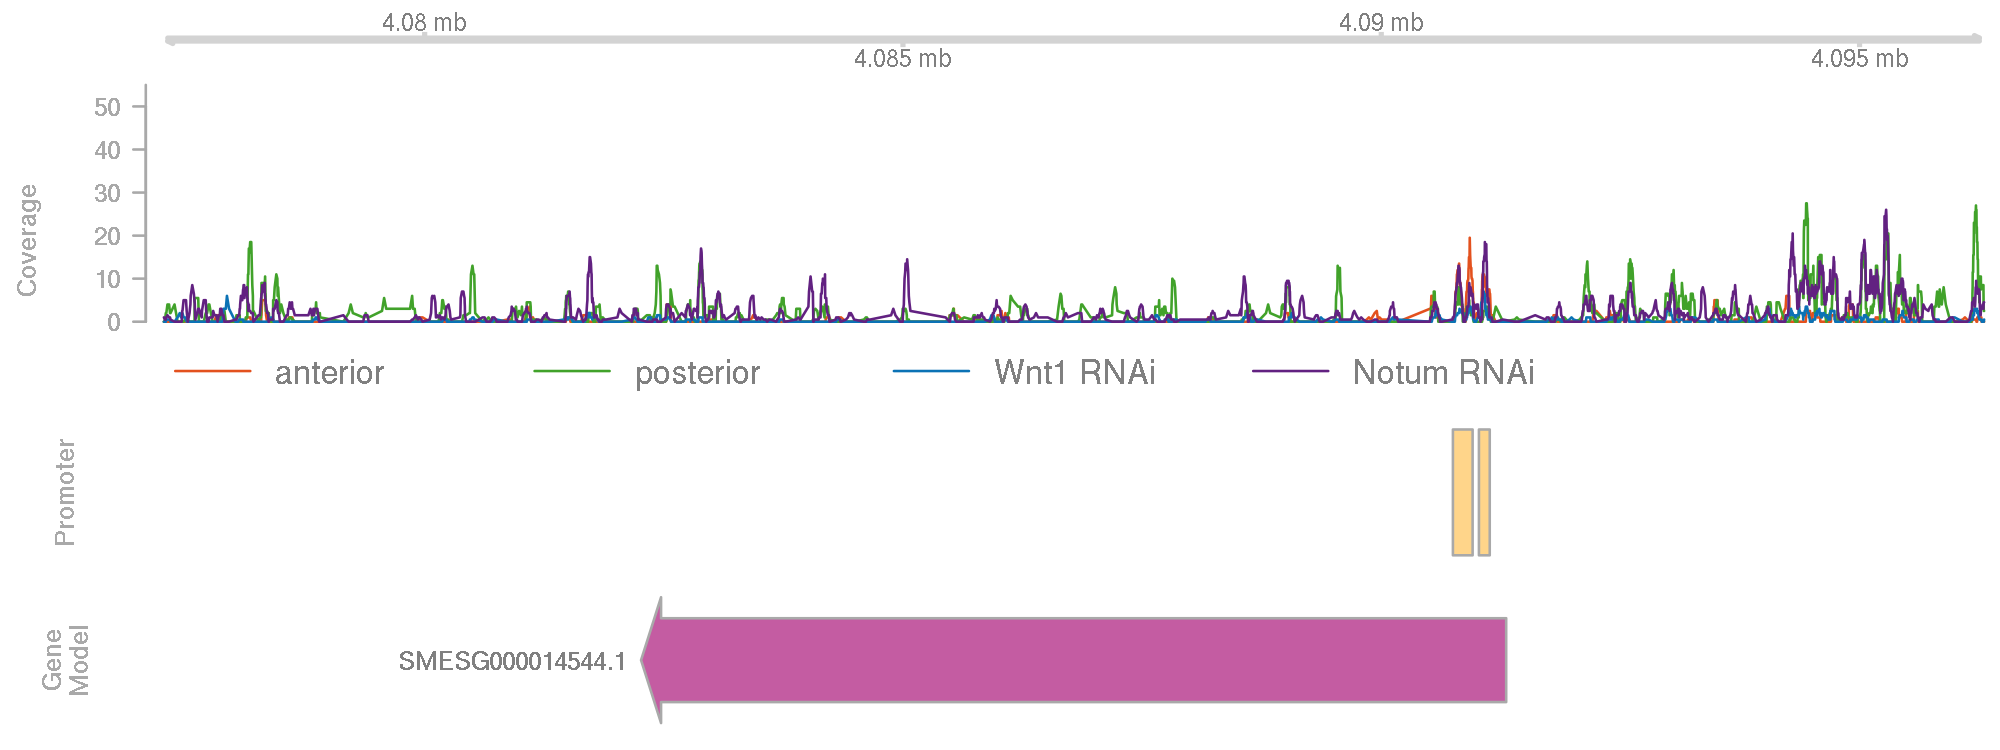 4.08 mb
4.09 mb
4.085 mb
4.095 mb
Coverage
50
40
30
20
10
0
anterior
posterior
Wnt1 RNAi
Notum RNAi
Promoter
Gene
Model
SMESG000014544.1